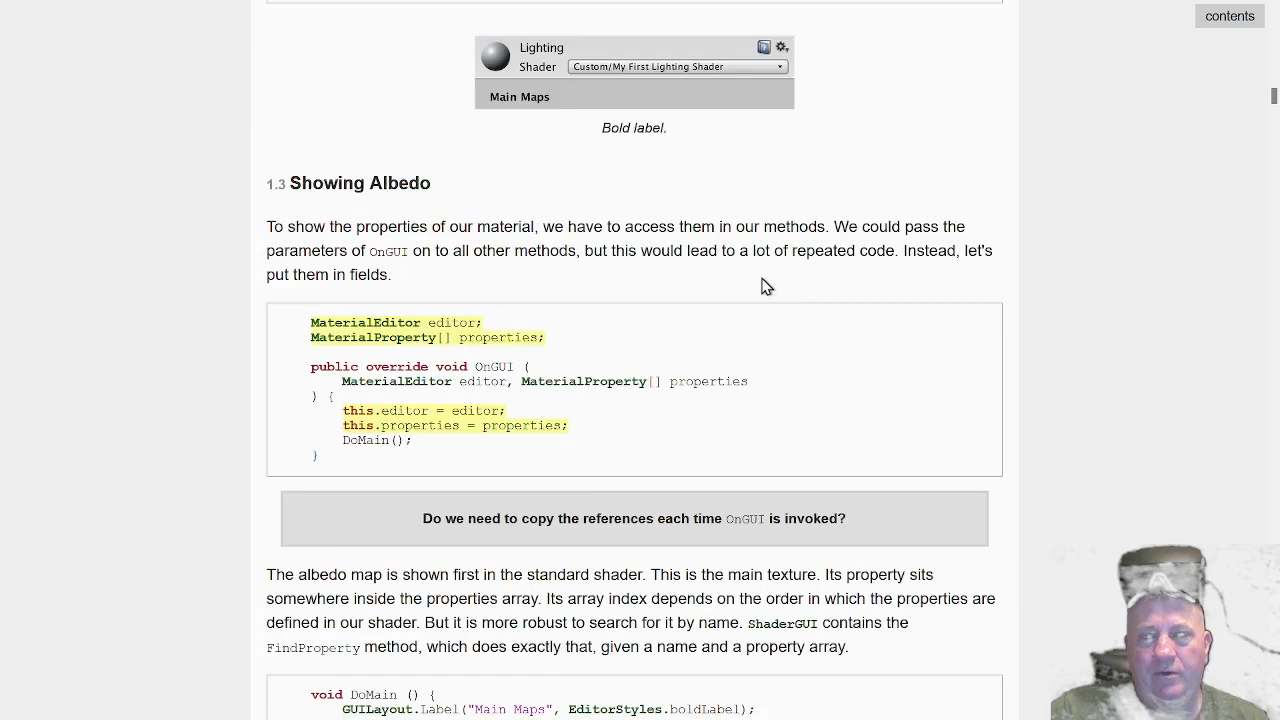 contents
Lighting
Shader Custom/My First Lighting Shader
Main Maps
Bold label.
1.3 Showing Albedo
To show the properties of our material, we have to access them in our methods. We could pass the
parameters of OnGUI on to all other methods, but this would lead to a lot of repeated code. Instead, let's
put them in fields.
MaterialEditor editor;
MaterialProperty[] properties;
public override void OnGUI (
MaterialEditor editor, MaterialProperty[] properties
) {
this.editor = editor;
this.properties = properties;
DoMain();
}
Do we need to copy the references each time OnGUI is invoked?
The albedo map is shown first in the standard shader. This is the main texture. Its property sits
somewhere inside the properties array. Its array index depends on the order in which the properties are
defined in our shader. But it is more robust to search for it by name. ShaderGUI contains the
FindProperty method, which does exactly that, given a name and a property array.
void DoMain () {
GUILayout.Label("Main Maps", EditorStyles.boldLabel);